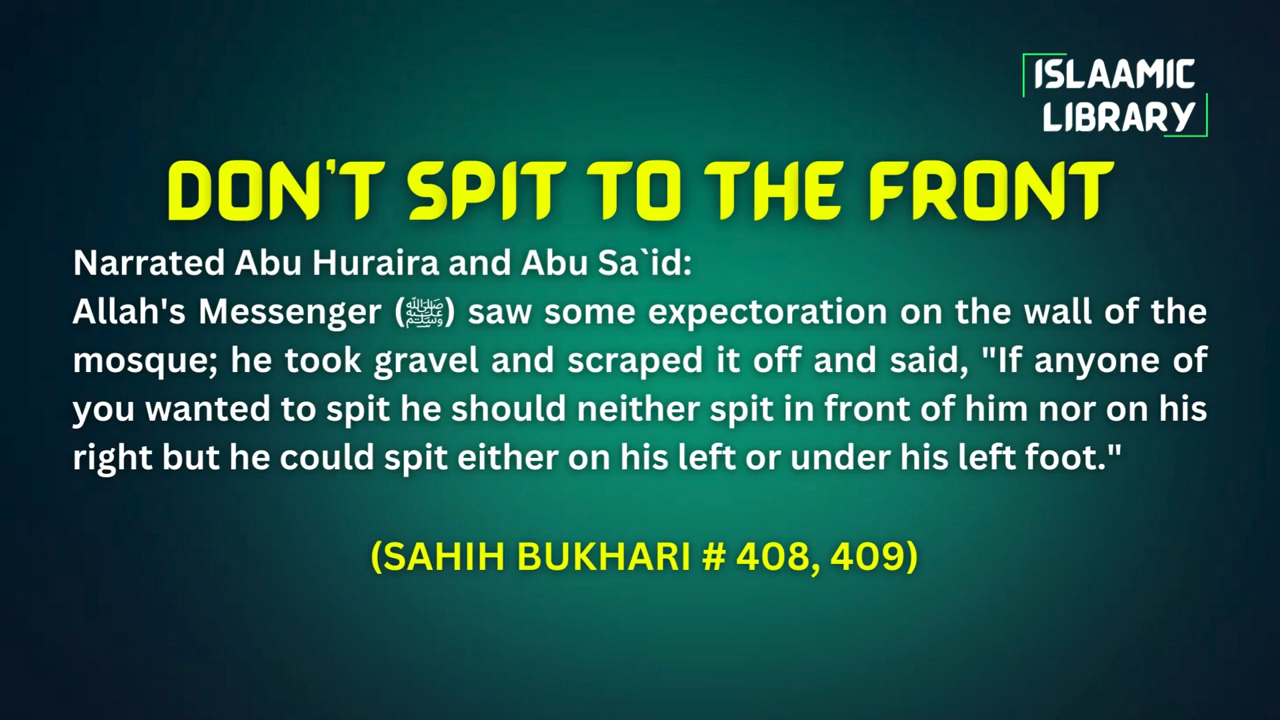 ISLAAMIC
LIBRARY
DON'T SPIT TO THE FRONT
Narrated Abu Huraira and Abu Sa`id:
Allah's Messenger (ﷺ) saw some expectoration on the wall of the
mosque; he took gravel and scraped it off and said, "If anyone of
you wanted to spit he should neither spit in front of him nor on his
right but he could spit either on his left or under his left foot."
(SAHIH BUKHARI # 408, 409)